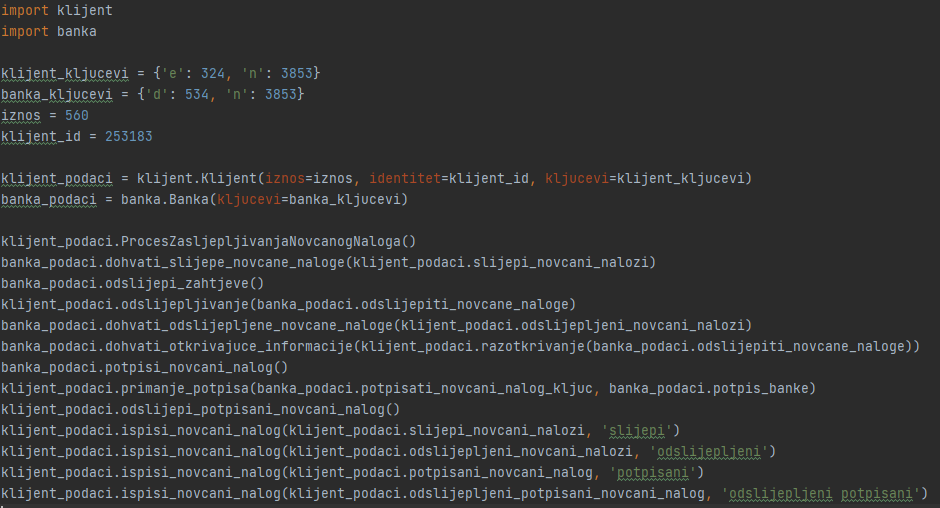 import klijent
import banka
klijent_kljucevi = {'e': 324, 'n': 3853}
banka_kljucevi = {'d': 534, 'n': 3853}
iznos = 560
klijent_id = 253183
klijent_podaci = klijent.Klijent(iznos=iznos, identitet=klijent_id, kljucevi=klijent_kljucevi)
banka_podaci = banka.Banka(kljucevi=banka_kljucevi)
klijent_podaci.ProcesZasljepljivanjaNovcanogNaloga()
banka_podaci.dohvati_slijepe_novcane_naloge(klijent_podaci.slijepi_novcani_nalozi)
banka_podaci.odslijepi_zahtjeve()
klijent_podaci.odslijepljivanje(banka_podaci.odslijepiti_novcane_naloge)
banka_podaci.dohvati_odslijepljene_novcane_naloge(klijent_podaci.odslijepljeni_novcani_nalozi)
banka_podaci.dohvati_otkrivajuce_informacije(klijent_podaci.razotkrivanje(banka_podaci.odslijepiti_novcane_naloge))
banka_podaci.potpisi_novcani_nalog()
klijent_podaci.primanje_potpisa(banka_podaci.potpisati_novcani_nalog_kljuc, banka_podaci.potpis_banke)
klijent_podaci.odslijepi_potpisani_novcani_nalog()
klijent_podaci.ispisi_novcani_nalog(klijent_podaci.slijepi_novcani_nalozi, 'slijepi')
klijent_podaci.ispisi_novcani_nalog(klijent_podaci.odslijepljeni_novcani_nalozi, 'odslijepljeni')
klijent_podaci.ispisi_novcani_nalog(klijent_podaci.potpisani_novcani_nalog, 'potpisani')
klijent_podaci.ispisi_novcani_nalog(klijent_podaci.odslijepljeni_potpisani_novcani_nalog, 'odslijepljeni potpisani')